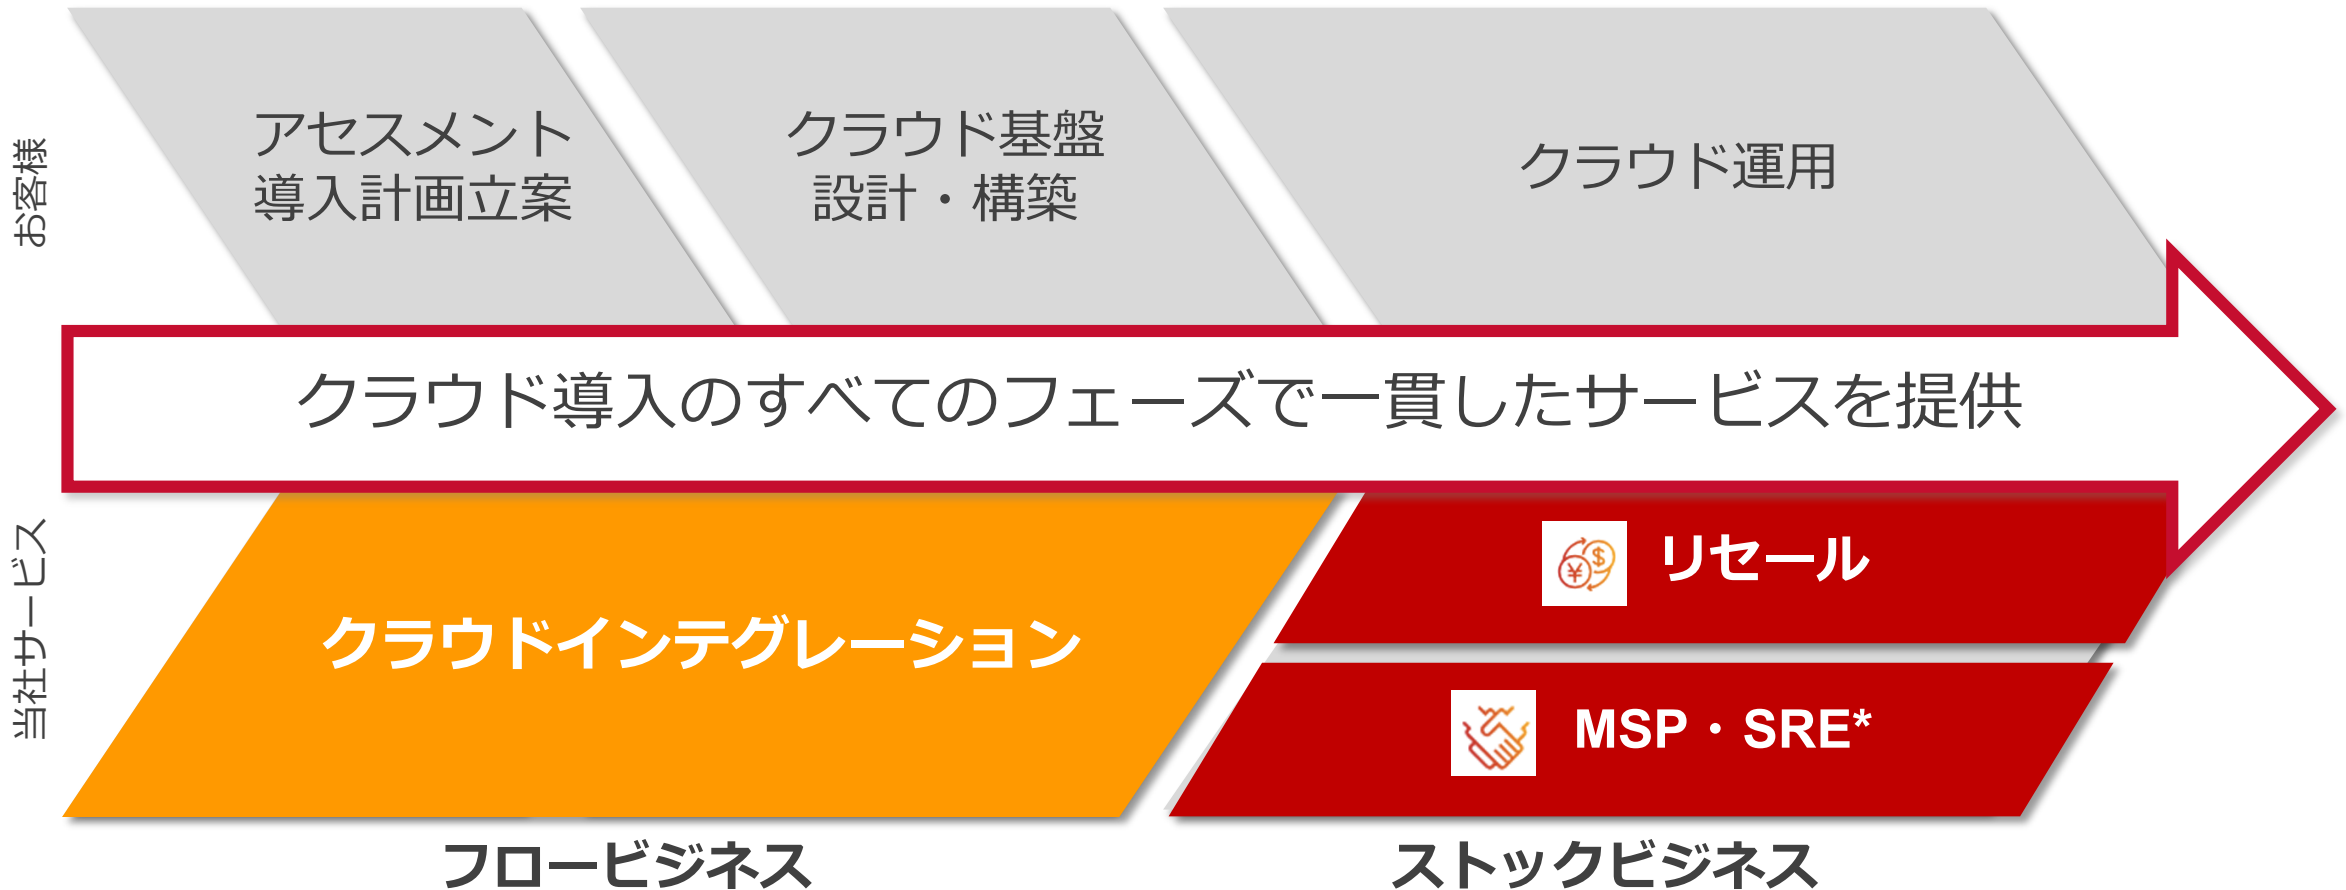 お客様
アセスメント
導入計画立案
クラウド基盤
設計・構築
クラウド運用
クラウド導入のすべてのフェーズで一貫したサービスを提供
当社サービス
クラウドインテグレーション
¥ $
リセール
MSP・SRE*
フロービジネス
ストックビジネス